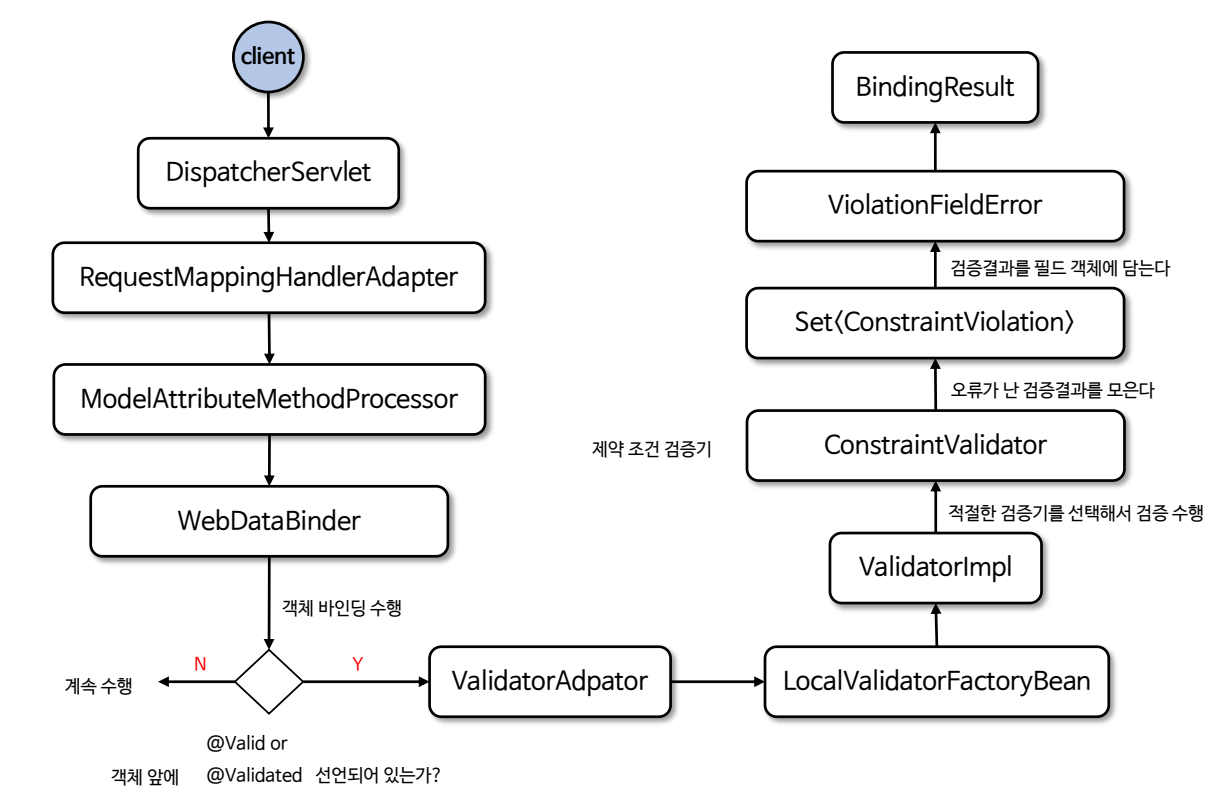 client
DispatcherServlet
RequestMappingHandlerAdapter
ModelAttributeMethodProcessor
WebDataBinder
객체 바인딩 수행
N
Y
계속 수행
@Valid or
객체 앞에 @Validated 선언되어 있는가?
ValidatorAdpator
LocalValidatorFactoryBean
ValidatorImpl
적절한 검증기를 선택해서 검증 수행
제약 조건 검증기
ConstraintValidator
오류가 난 검증결과를 모은다
Set〈ConstraintViolation〉
검증결과를 필드 객체에 담는다
ViolationFieldError
BindingResult